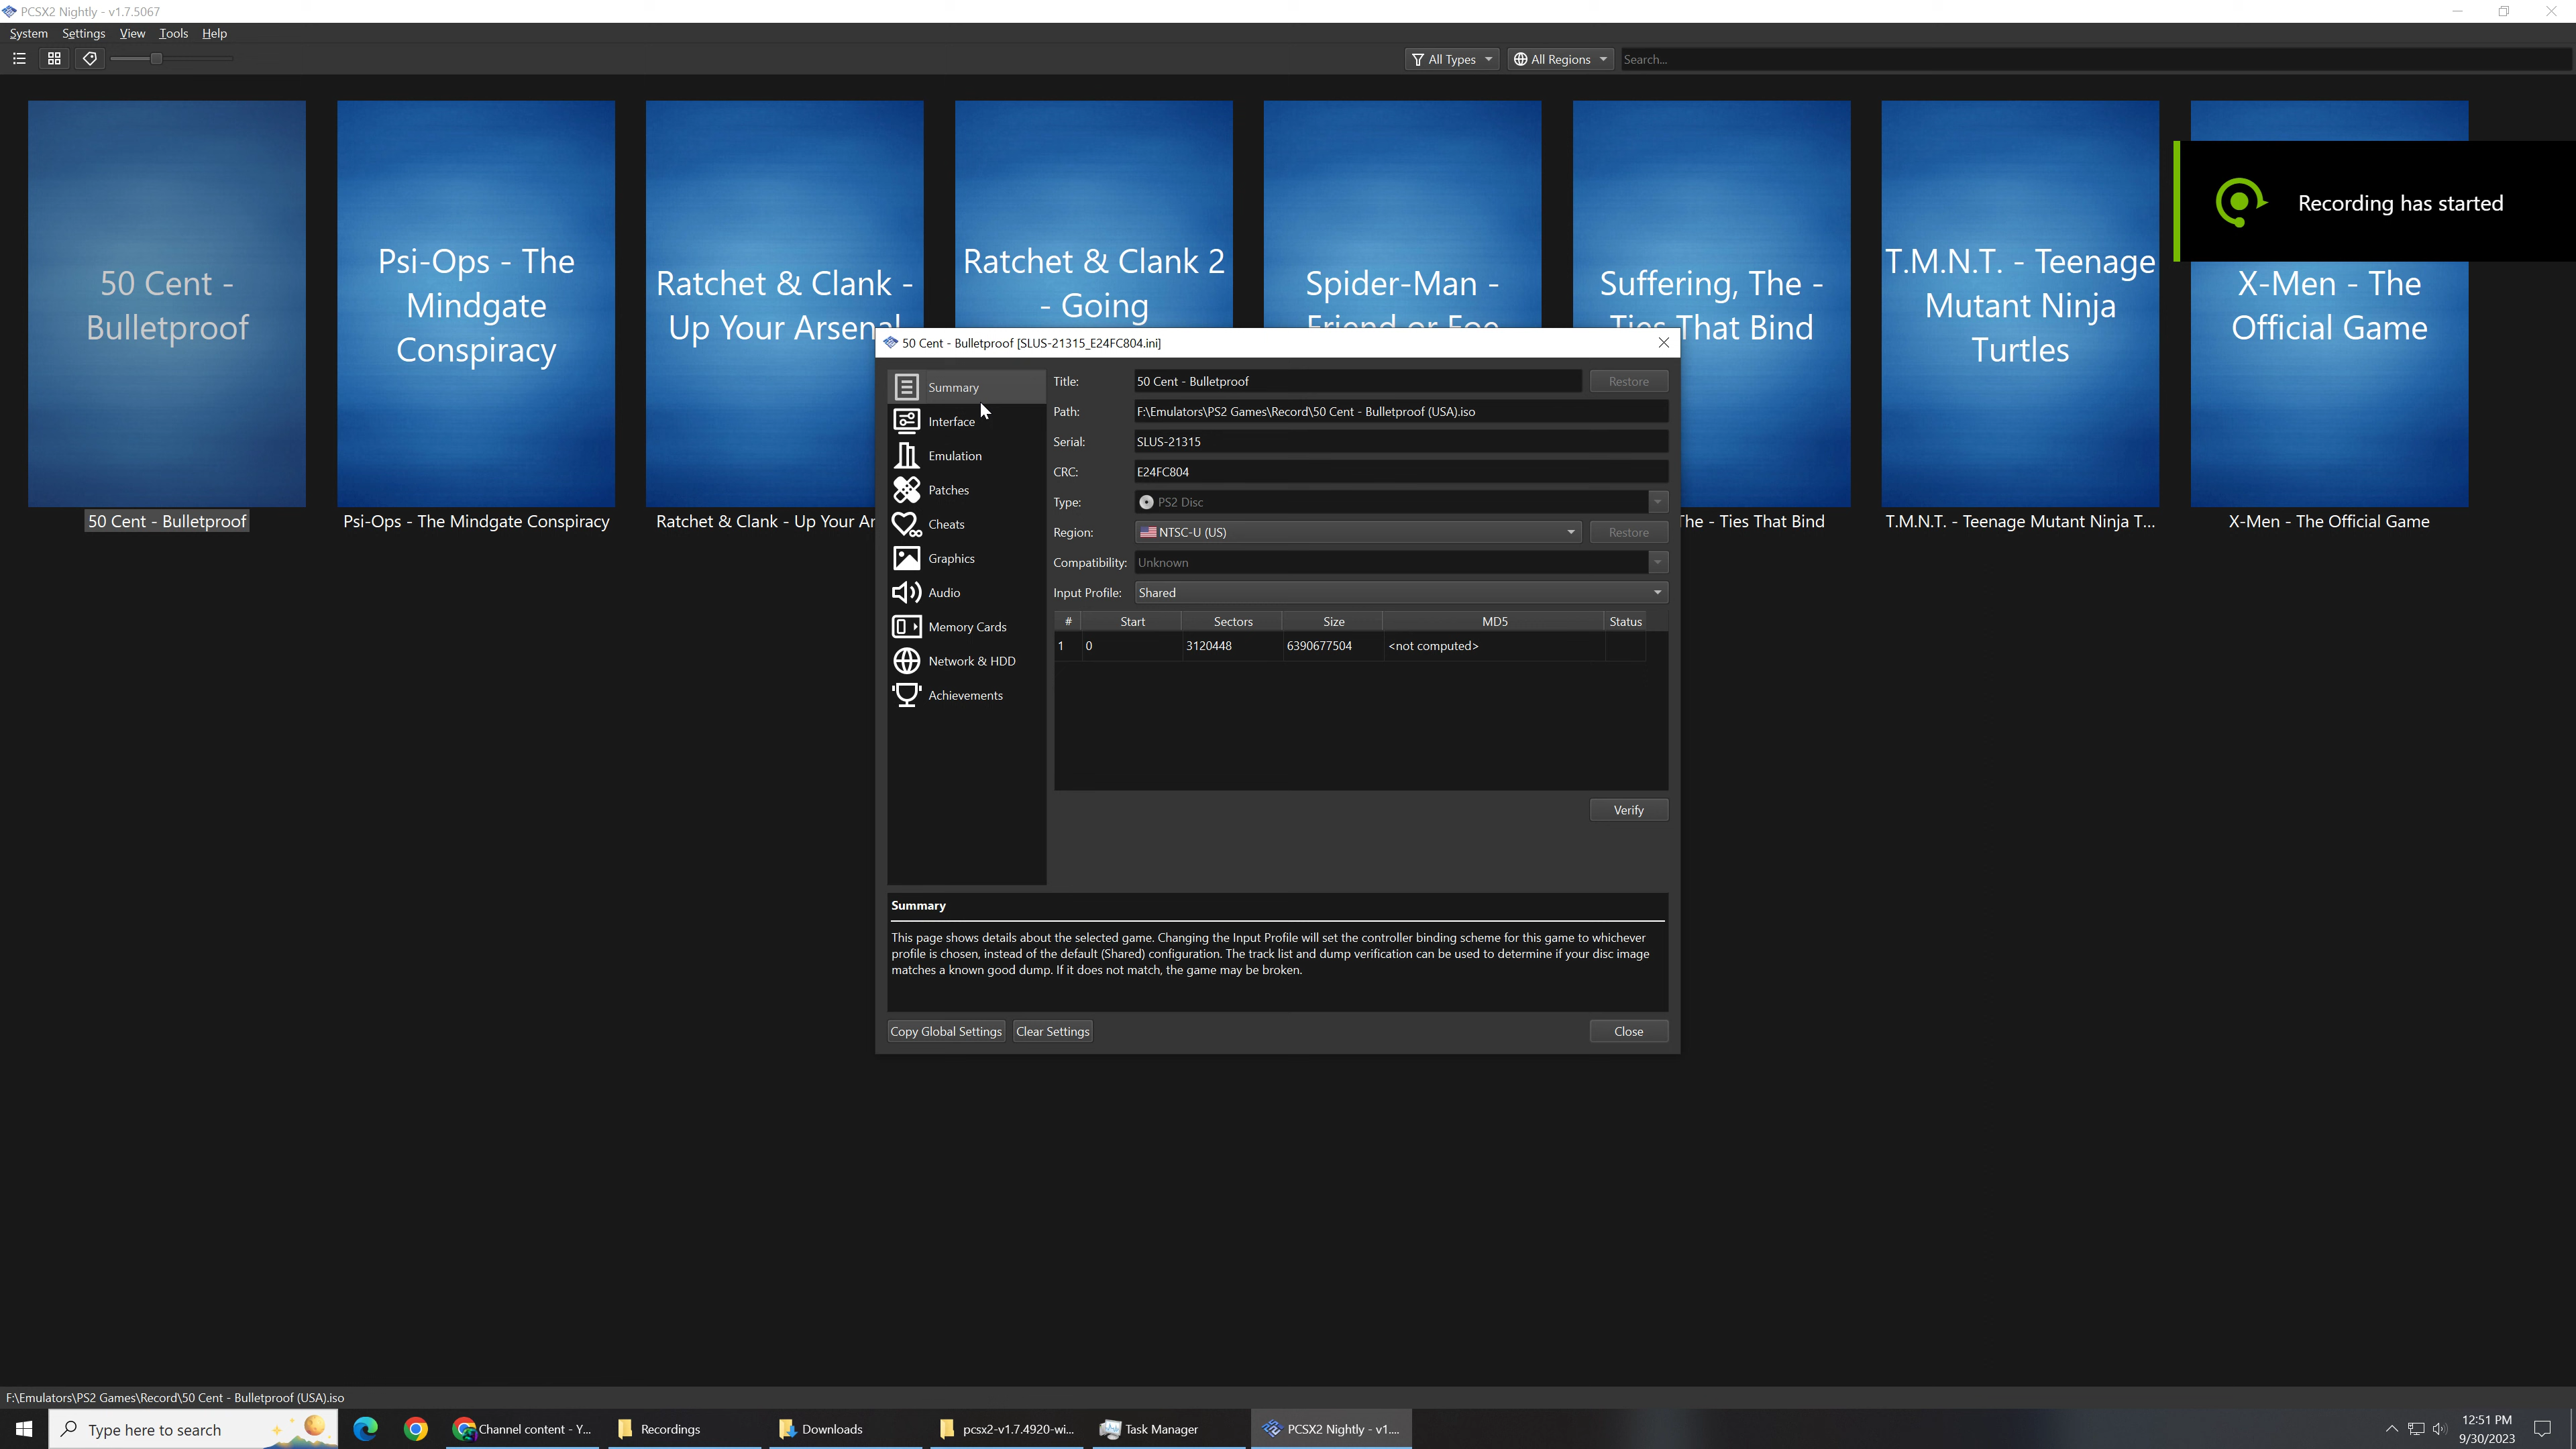 PCSX2 Nightly - v1.7.5067
System Settings View Tools Help
All Types All Regions Search...
50 Cent -
Bulletproof
Psi-Ops - The
Mindgate
Conspiracy
Ratchet & Clank -
Up Your Arsenal
Ratchet & Clank 2
- Going
Spider-Man -
Friend or Foe
Suffering, The -
Ties That Bind
T.M.N.T. - Teenage
Mutant Ninja
Turtles
X-Men - The
Official Game
Recording has started
50 Cent - Bulletproof
Psi-Ops - The Mindgate Conspiracy
Ratchet & Clank - Up Your Ar
The - Ties That Bind
T.M.N.T. - Teenage Mutant Ninja T...
X-Men - The Official Game
50 Cent - Bulletproof [SLUS-21315_E24FC804.ini]
Summary
Interface
Emulation
Patches
Cheats
Graphics
Audio
Memory Cards
Network & HDD
Achievements
Title: 50 Cent - Bulletproof Restore
Path: F:\Emulators\PS2 Games\Record\50 Cent - Bulletproof (USA).iso
Serial: SLUS-21315
CRC: E24FC804
Type: PS2 Disc
Region: NTSC-U (US) Restore
Compatibility: Unknown
Input Profile: Shared
# Start Sectors Size MD5 Status
1 0 3120448 6390677504 <not computed>
Verify
Summary
This page shows details about the selected game. Changing the Input Profile will set the controller binding scheme for this game to whichever
profile is chosen, instead of the default (Shared) configuration. The track list and dump verification can be used to determine if your disc image
matches a known good dump. If it does not match, the game may be broken.
Copy Global Settings Clear Settings Close
F:\Emulators\PS2 Games\Record\50 Cent - Bulletproof (USA).iso
Type here to search
Channel content - Y...
Recordings
Downloads
pcsx2-v1.7.4920-wi...
Task Manager
PCSX2 Nightly - v1....
12:51 PM
9/30/2023